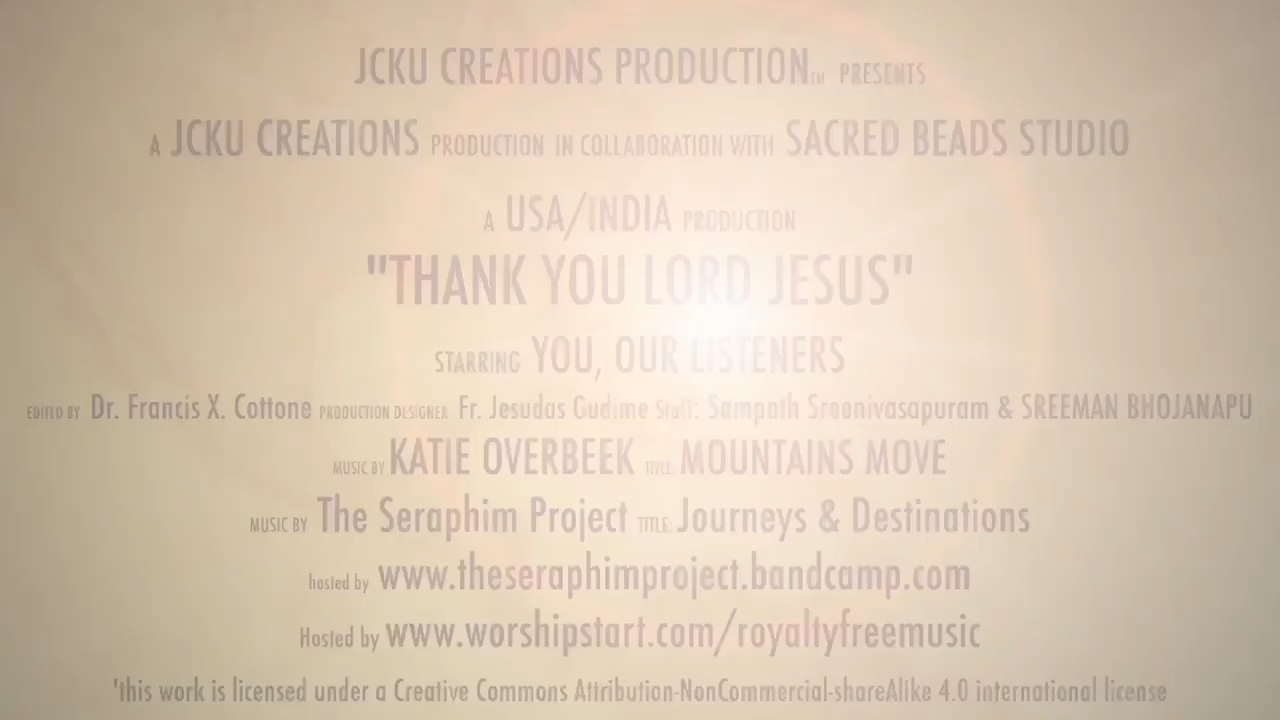 JCKU CREATIONS PRODUCTION TM PRESENTS
A JCKU CREATIONS PRODUCTION IN COLLABORATION WITH SACRED BEADS STUDIO
A USA/INDIA PRODUCTION
"THANK YOU LORD JESUS"
STARRING YOU, OUR LISTENERS
EDITED BY Dr. Francis X. Cottone PRODUCTION DESIGNER Fr. Jesudas Gudime Staff: Sampath Sreenivasapuram & SREEMAN BHOJANAPU
MUSIC BY KATIE OVERBEEK TITLE: MOUNTAINS MOVE
MUSIC BY The Seraphim Project TITLE: Journeys & Destinations
hosted by www.theseraphimproject.bandcamp.com
Hosted by www.worshipstart.com/royaltyfreemusic
'this work is licensed under a Creative Commons Attribution-NonCommercial-shareAlike 4.0 international license